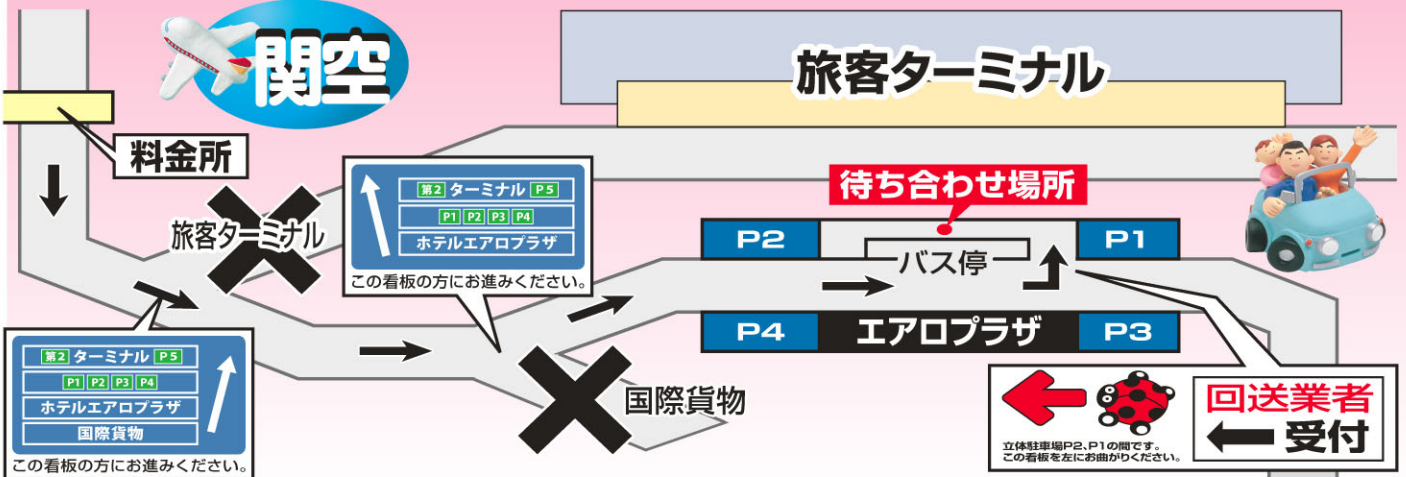 関空
旅客ターミナル
料金所
旅客ターミナル
第2 ターミナル P5
P1 P2 P3 P4
ホテルエアロプラザ
この看板の方にお進みください。
待ち合わせ場所
P2
P1
バス停
P4
エアロプラザ
P3
第2 ターミナル P5
P1 P2 P3 P4
ホテルエアロプラザ
国際貨物
この看板の方にお進みください。
国際貨物
回送業者
受付
立体駐車場P2、P1の間です。
この看板を左にお曲がりください。